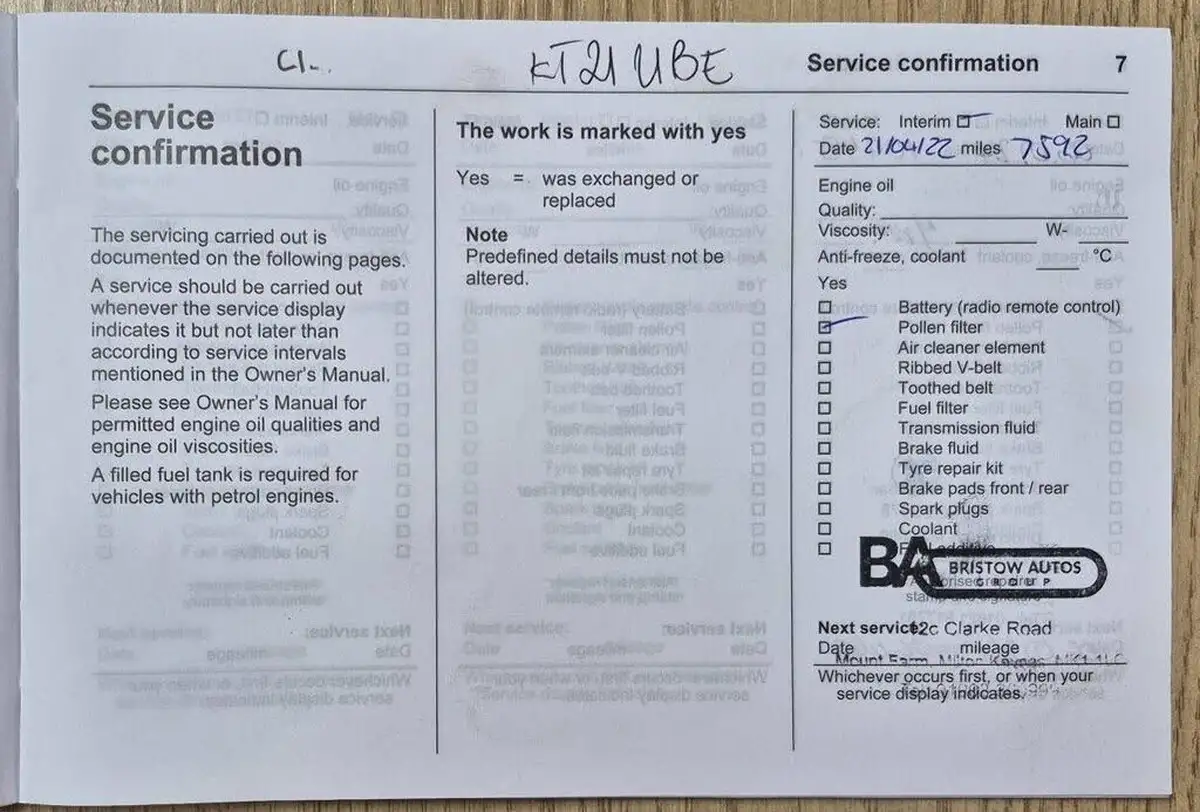 KT21 UBE
Service confirmation 7
Service
confirmation
The servicing carried out is
documented on the following pages.
A service should be carried out
whenever the service display
indicates it but not later than
according to service intervals
mentioned in the Owner's Manual.
Please see Owner's Manual for
permitted engine oil qualities and
engine oil viscosities.
A filled fuel tank is required for
vehicles with petrol engines.
The work is marked with yes
Yes = was exchanged or
replaced
Note
Predefined details must not be
altered.
Service: Interim Main
Date 21/04/22 miles 7592
Engine oil
Quality:
Viscosity: W-
Anti-freeze, coolant °C
Yes
Battery (radio remote control)
Pollen filter
Air cleaner element
Ribbed V-belt
Toothed belt
Fuel filter
Transmission fluid
Brake fluid
Tyre repair kit
Brake pads front / rear
Spark plugs
Coolant
BA BRISTOW AUTOS
GROUP
Next service 12c Clarke Road
Date mileage
Mount Farm, Milton Keynes, MK1 1LG
Whichever occurs first, or when your
service display indicates.